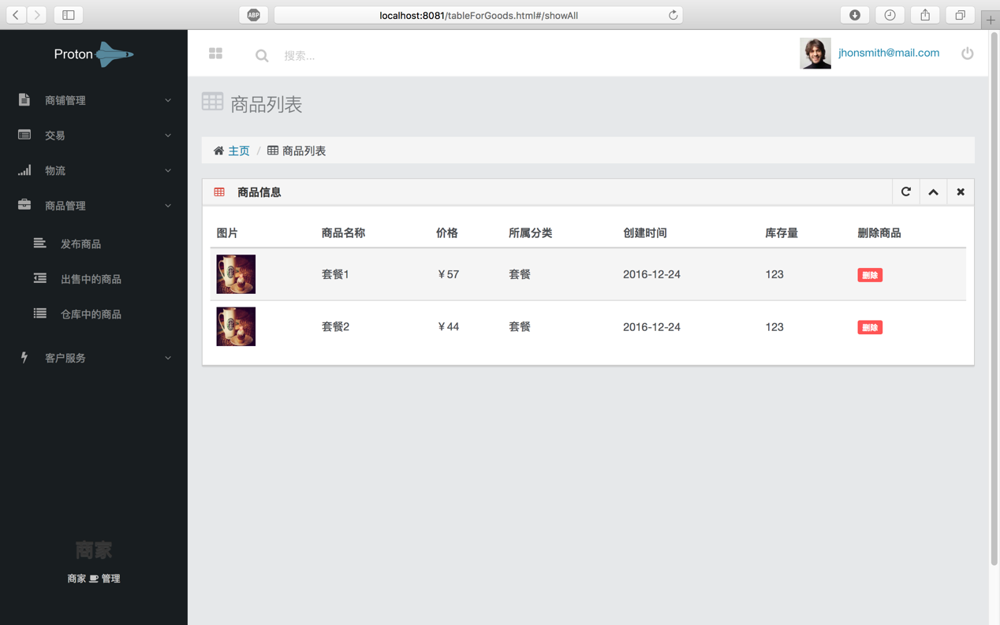 ABP
localhost:8081/tableForGoods.html#/showAll
Proton
搜索...
jhonsmith@mail.com
商铺管理
交易
物流
商品管理
发布商品
出售中的商品
仓库中的商品
客户服务
商家
商家 管理
商品列表
主页 / 商品列表
商品信息
图片 商品名称 价格 所属分类 创建时间 库存量 删除商品
套餐1 ￥57 套餐 2016-12-24 123 删除
套餐2 ￥44 套餐 2016-12-24 123 删除